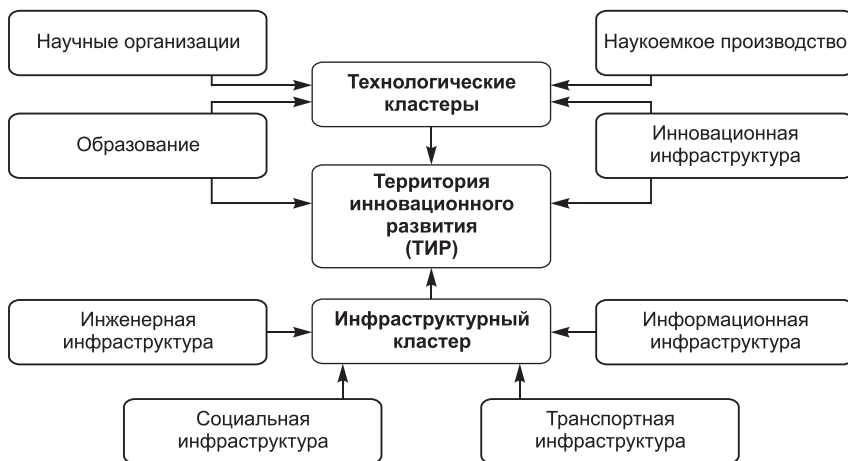 Научные организации
Наукоемкое производство
Технологические
кластеры
Образование
Инновационная
инфраструктура
Территория
инновационного
развития
(ТИР)
Инженерная
инфраструктура
Инфраструктурный
кластер
Информационная
инфраструктура
Социальная
инфраструктура
Транспортная
инфраструктура